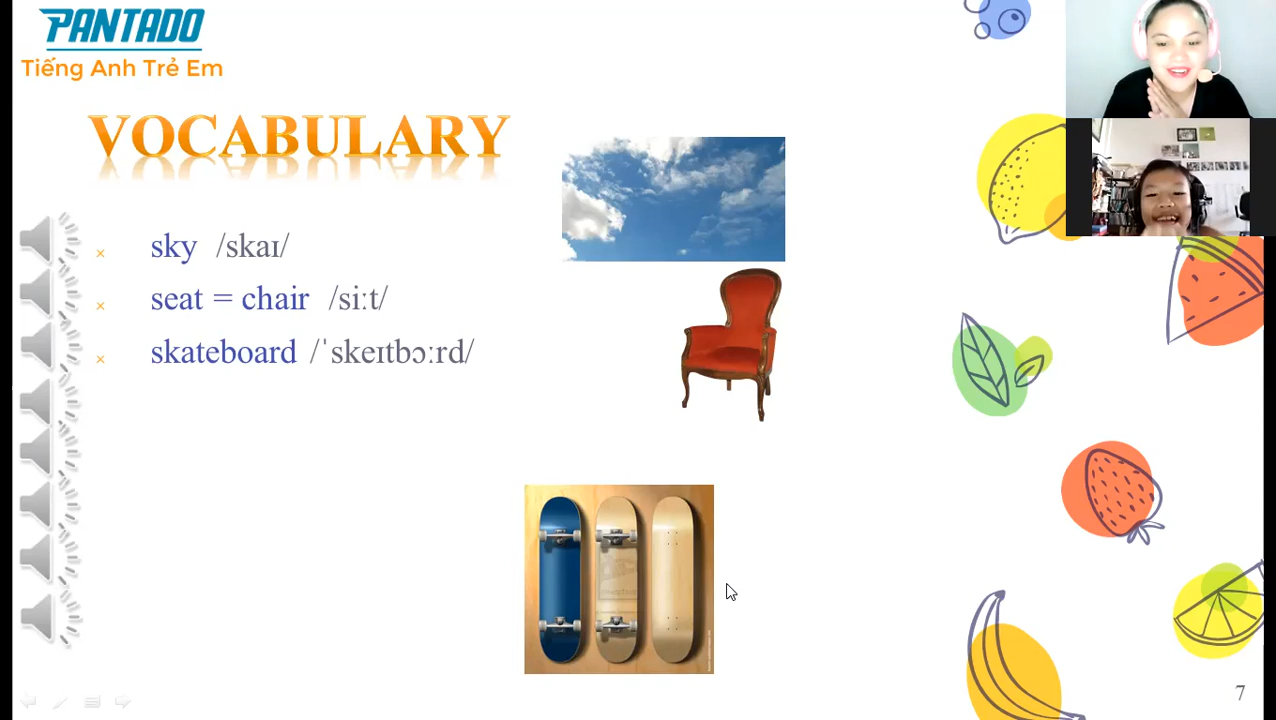 PANTADO
Tiếng Anh Trẻ Em
VOCABULARY
× sky /skaɪ/
× seat = chair /siːt/
× skateboard /ˈskeɪtbɔːrd/
7